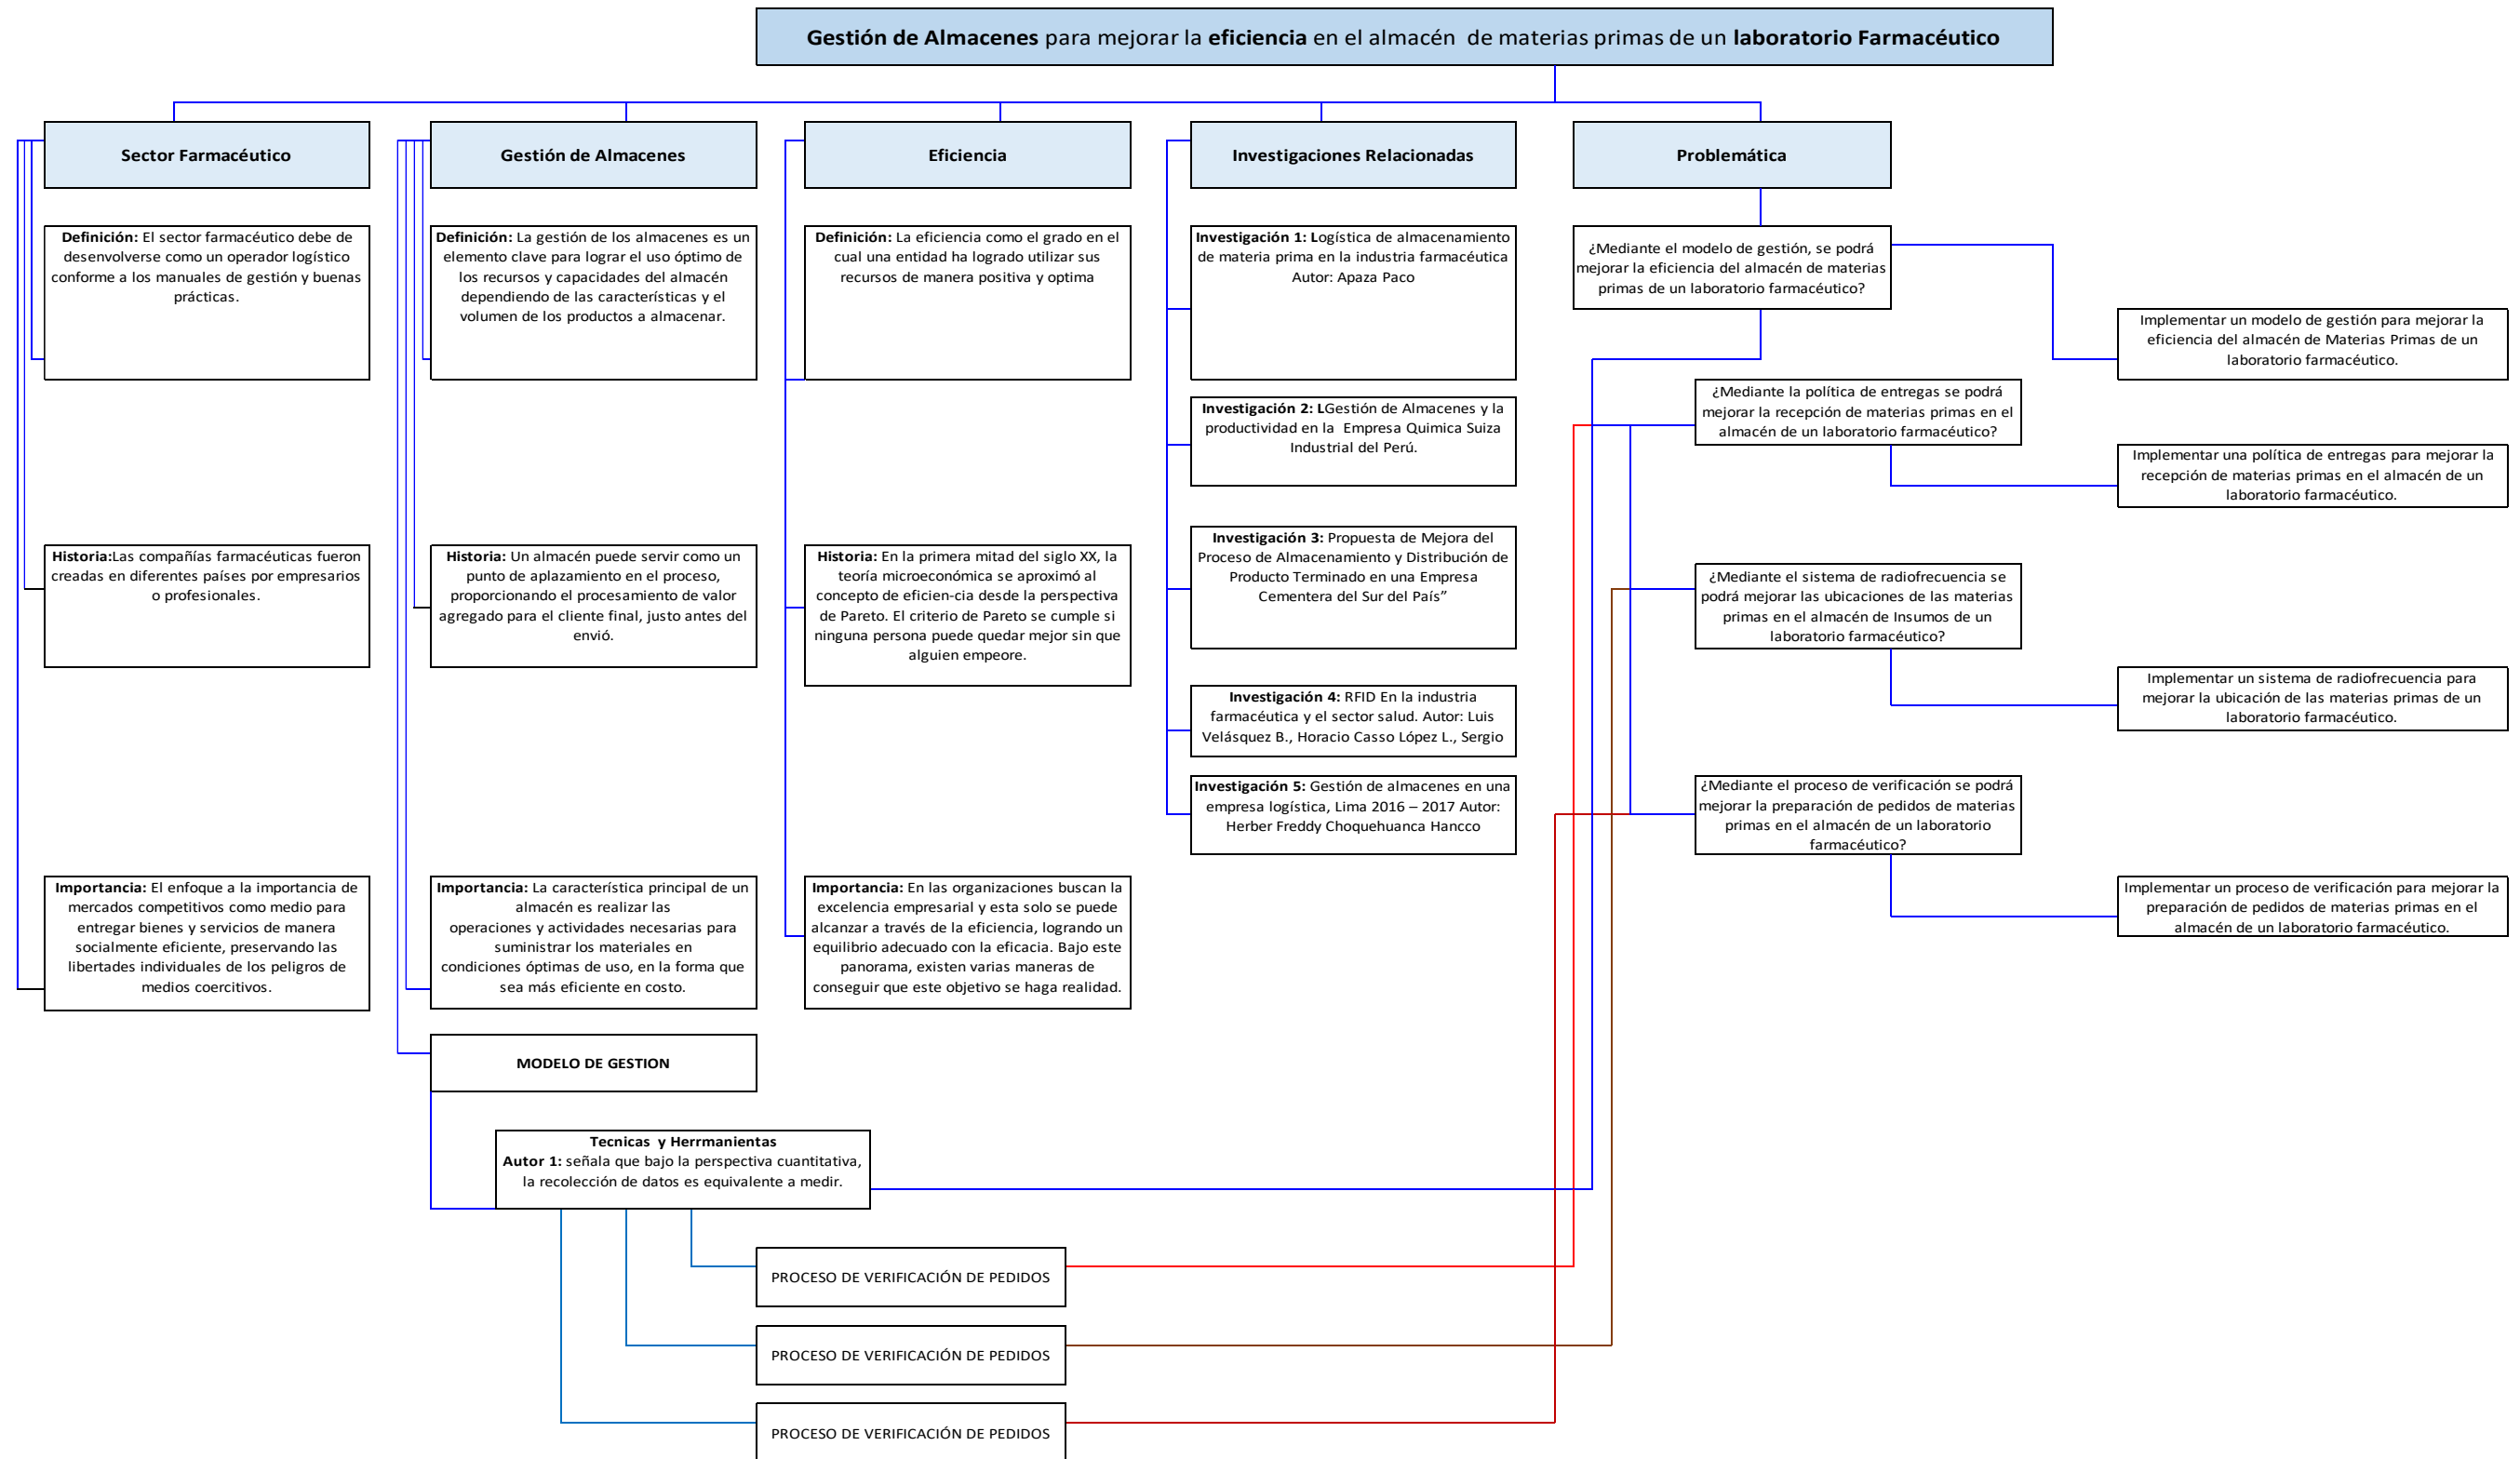 Gestión de Almacenes para mejorar la eficiencia en el almacén de materias primas de un laboratorio Farmacéutico
Sector Farmacéutico
Definición: El sector farmacéutico debe de
desenvolverse como un operador logístico
conforme a los manuales de gestión y buenas
prácticas.
Historia:Las compañías farmacéuticas fueron
creadas en diferentes países por empresarios
o profesionales.
Importancia: El enfoque a la importancia de
mercados competitivos como medio para
entregar bienes y servicios de manera
socialmente eficiente, preservando las
libertades individuales de los peligros de
medios coercitivos.
Gestión de Almacenes
Definición: La gestión de los almacenes es un
elemento clave para lograr el uso óptimo de
los recursos y capacidades del almacén
dependiendo de las características y el
volumen de los productos a almacenar.
Historia: Un almacén puede servir como un
punto de aplazamiento en el proceso,
proporcionando el procesamiento de valor
agregado para el cliente final, justo antes del
envió.
Importancia: La característica principal de un
almacén es realizar las
operaciones y actividades necesarias para
suministrar los materiales en
condiciones óptimas de uso, en la forma que
sea más eficiente en costo.
MODELO DE GESTION
Tecnicas y Herrmanientas
Autor 1: señala que bajo la perspectiva cuantitativa,
la recolección de datos es equivalente a medir.
PROCESO DE VERIFICACIÓN DE PEDIDOS
PROCESO DE VERIFICACIÓN DE PEDIDOS
PROCESO DE VERIFICACIÓN DE PEDIDOS
Eficiencia
Definición: La eficiencia como el grado en el
cual una entidad ha logrado utilizar sus
recursos de manera positiva y optima
Historia: En la primera mitad del siglo XX, la
teoría microeconómica se aproximó al
concepto de eficien-cia desde la perspectiva
de Pareto. El criterio de Pareto se cumple si
ninguna persona puede quedar mejor sin que
alguien empeore.
Importancia: En las organizaciones buscan la
excelencia empresarial y esta solo se puede
alcanzar a través de la eficiencia, logrando un
equilibrio adecuado con la eficacia. Bajo este
panorama, existen varias maneras de
conseguir que este objetivo se haga realidad.
Investigaciones Relacionadas
Investigación 1: Logística de almacenamiento
de materia prima en la industria farmacéutica
Autor: Apaza Paco
Investigación 2: LGestión de Almacenes y la
productividad en la Empresa Quimica Suiza
Industrial del Perú.
Investigación 3: Propuesta de Mejora del
Proceso de Almacenamiento y Distribución de
Producto Terminado en una Empresa
Cementera del Sur del País”
Investigación 4: RFID En la industria
farmacéutica y el sector salud. Autor: Luis
Velásquez B., Horacio Casso López L., Sergio
Investigación 5: Gestión de almacenes en una
empresa logística, Lima 2016 – 2017 Autor:
Herber Freddy Choquehuanca Hancco
Problemática
¿Mediante el modelo de gestión, se podrá
mejorar la eficiencia del almacén de materias
primas de un laboratorio farmacéutico?
Implementar un modelo de gestión para mejorar la
eficiencia del almacén de Materias Primas de un
laboratorio farmacéutico.
¿Mediante la política de entregas se podrá
mejorar la recepción de materias primas en el
almacén de un laboratorio farmacéutico?
Implementar una política de entregas para mejorar la
recepción de materias primas en el almacén de un
laboratorio farmacéutico.
¿Mediante el sistema de radiofrecuencia se
podrá mejorar las ubicaciones de las materias
primas en el almacén de Insumos de un
laboratorio farmacéutico?
Implementar un sistema de radiofrecuencia para
mejorar la ubicación de las materias primas de un
laboratorio farmacéutico.
¿Mediante el proceso de verificación se podrá
mejorar la preparación de pedidos de materias
primas en el almacén de un laboratorio
farmacéutico?
Implementar un proceso de verificación para mejorar la
preparación de pedidos de materias primas en el
almacén de un laboratorio farmacéutico.